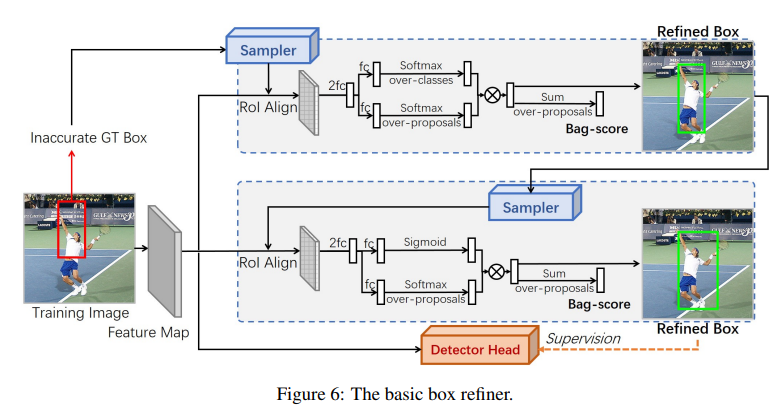 Refined Box
Sampler
fc
Softmax
over-classes
2fc
RoI Align
fc
Softmax
over-proposals
Sum
over-proposals
Bag-score
Inaccurate GT Box
Sampler
2fc
fc
Sigmoid
RoI Align
fc
Softmax
over-proposals
Sum
over-proposals
Bag-score
Training Image
Feature Map
Refined Box
Detector Head
Supervision
Figure 6: The basic box refiner.